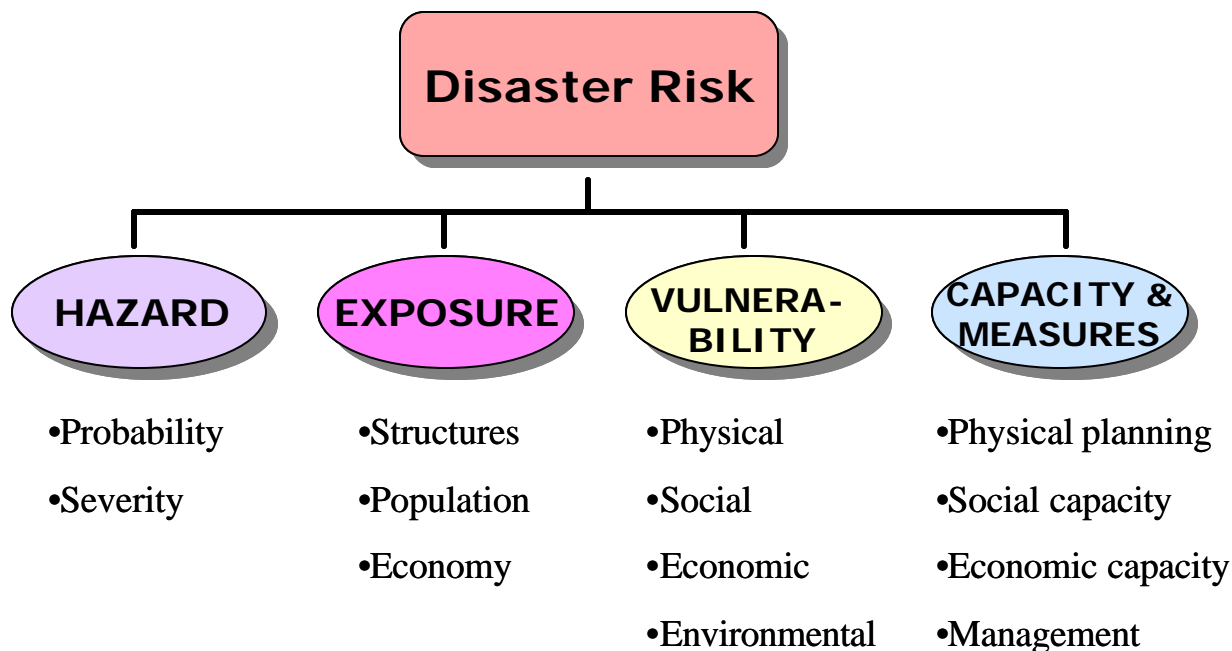 Disaster Risk
HAZARD
•Probability
•Severity
EXPOSURE
•Structures
•Population
•Economy
VULNERA-
BILITY
•Physical
•Social
•Economic
•Environmental
CAPACITY &
MEASURES
•Physical planning
•Social capacity
•Economic capacity
•Management